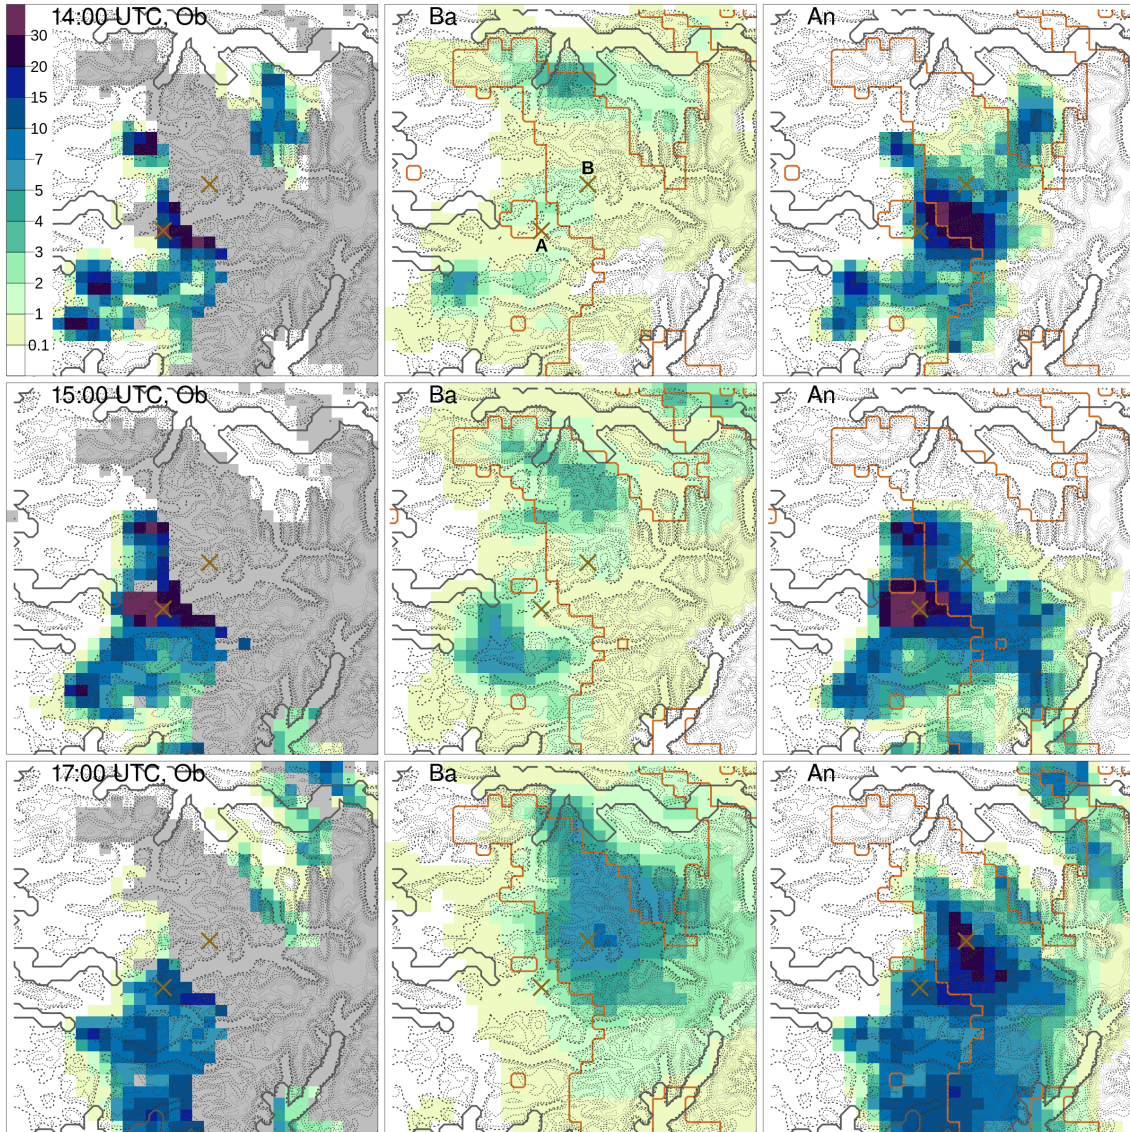 14:00 UTC, Ob
Ba
An
30
20
15
10
7
5
4
3
2
1
0.1
B
A
15:00 UTC, Ob
Ba
An
17:00 UTC, Ob
Ba
An